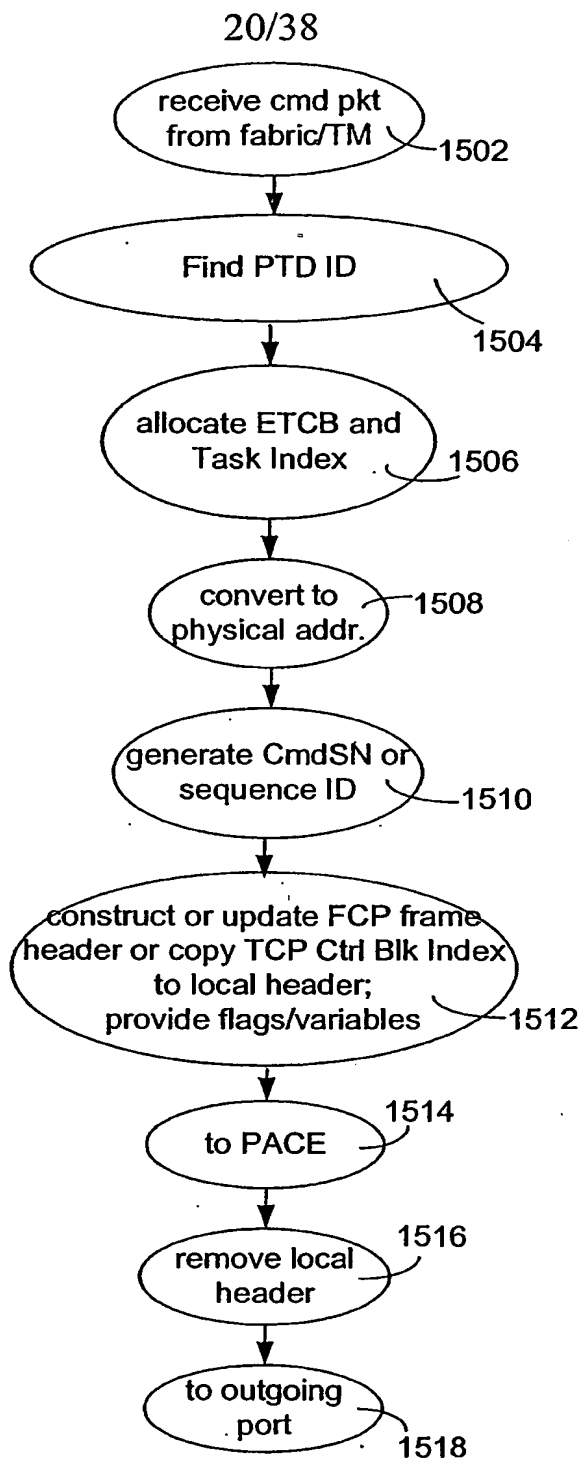 20/38
receive cmd pkt
from fabric/TM
1502
Find PTD ID
1504
allocate ETCB and
Task Index
1506
convert to
physical addr.
1508
generate CmdSN or
sequence ID
1510
construct or update FCP frame
header or copy TCP Ctrl Blk Index
to local header;
provide flags/variables
1512
to PACE
1514
remove local
header
1516
to outgoing
port
1518